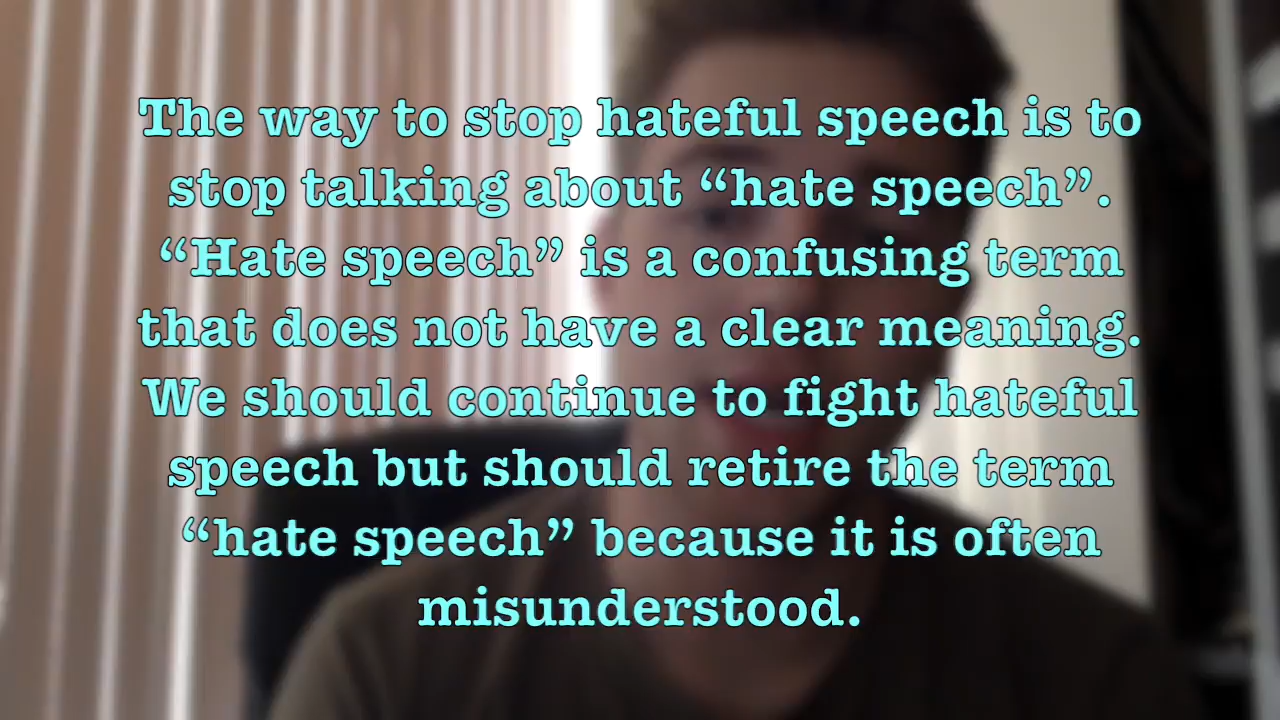 The way to stop hateful speech is to
stop talking about “hate speech”.
“Hate speech” is a confusing term
that does not have a clear meaning.
We should continue to fight hateful
speech but should retire the term
“hate speech” because it is often
misunderstood.